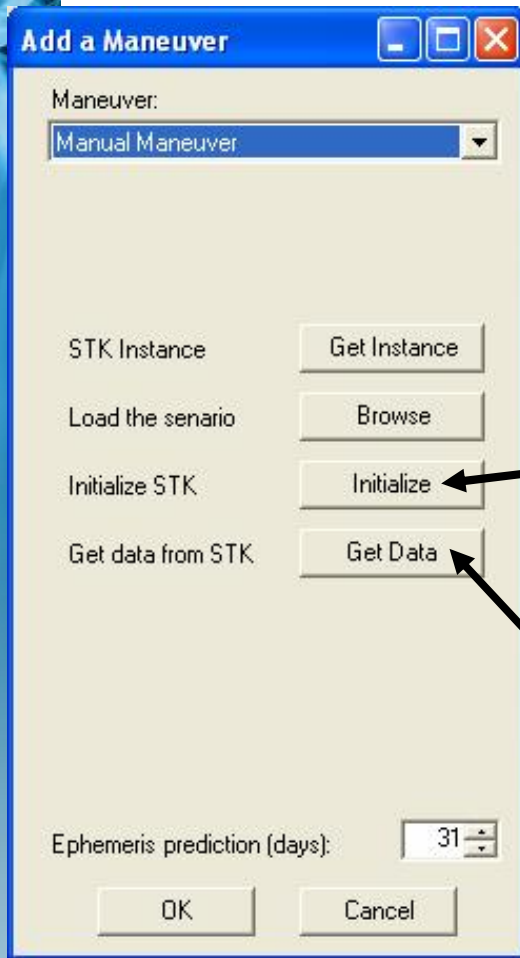 Add a Maneuver
Maneuver:
Manual Maneuver
STK Instance Get Instance
Load the senario Browse
Initialize STK Initialize
Get data from STK Get Data
Ephemeris prediction (days): 31
OK Cancel